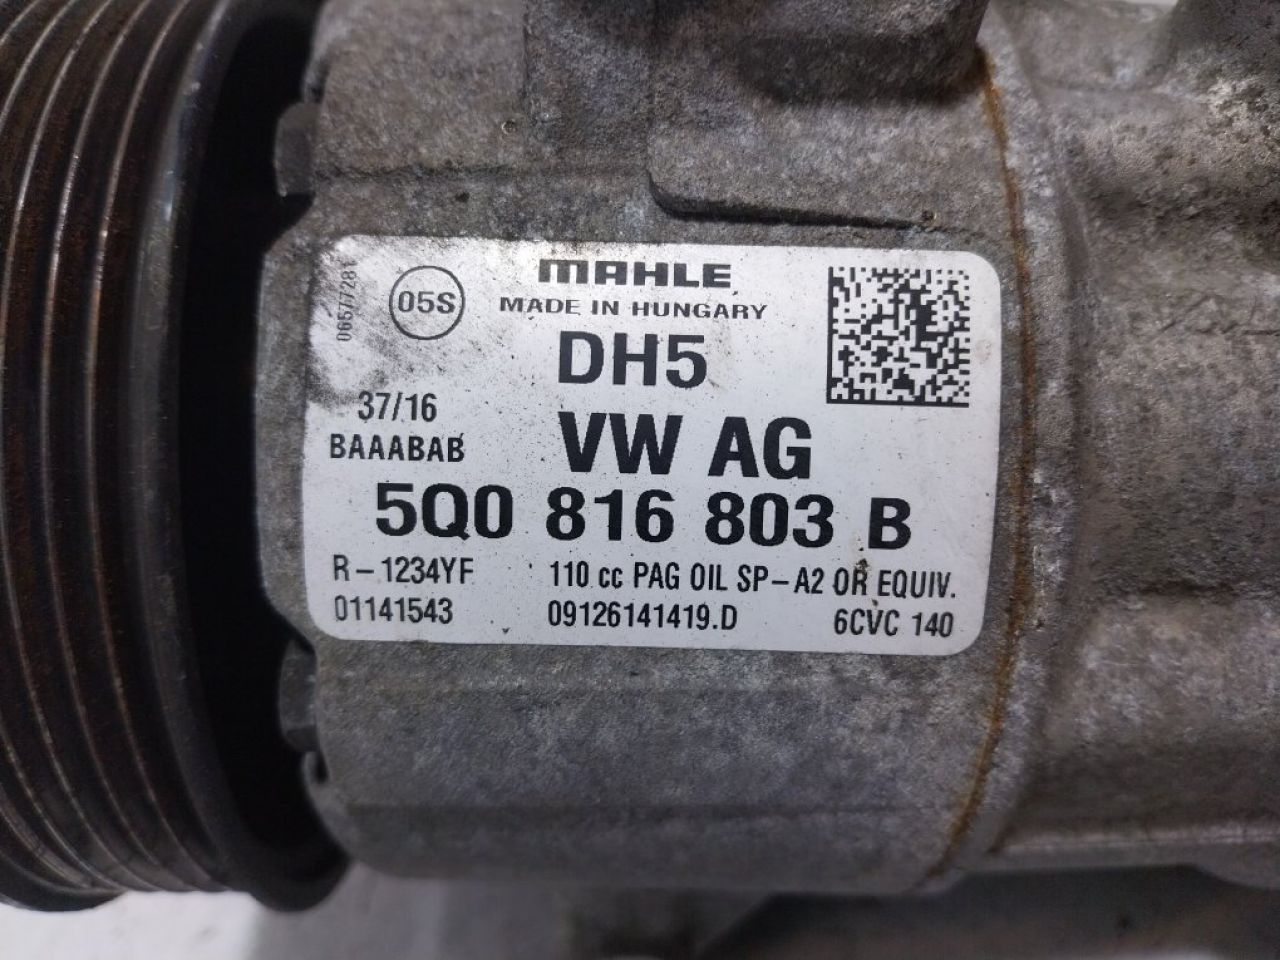 MAHLE
MADE IN HUNGARY
05S
DH5
37/16
BAAABAB
VW AG
5Q0 816 803 B
R-1234YF 110 cc PAG OIL SP-A2 OR EQUIV.
01141543 09126141419.D 6CVC 140